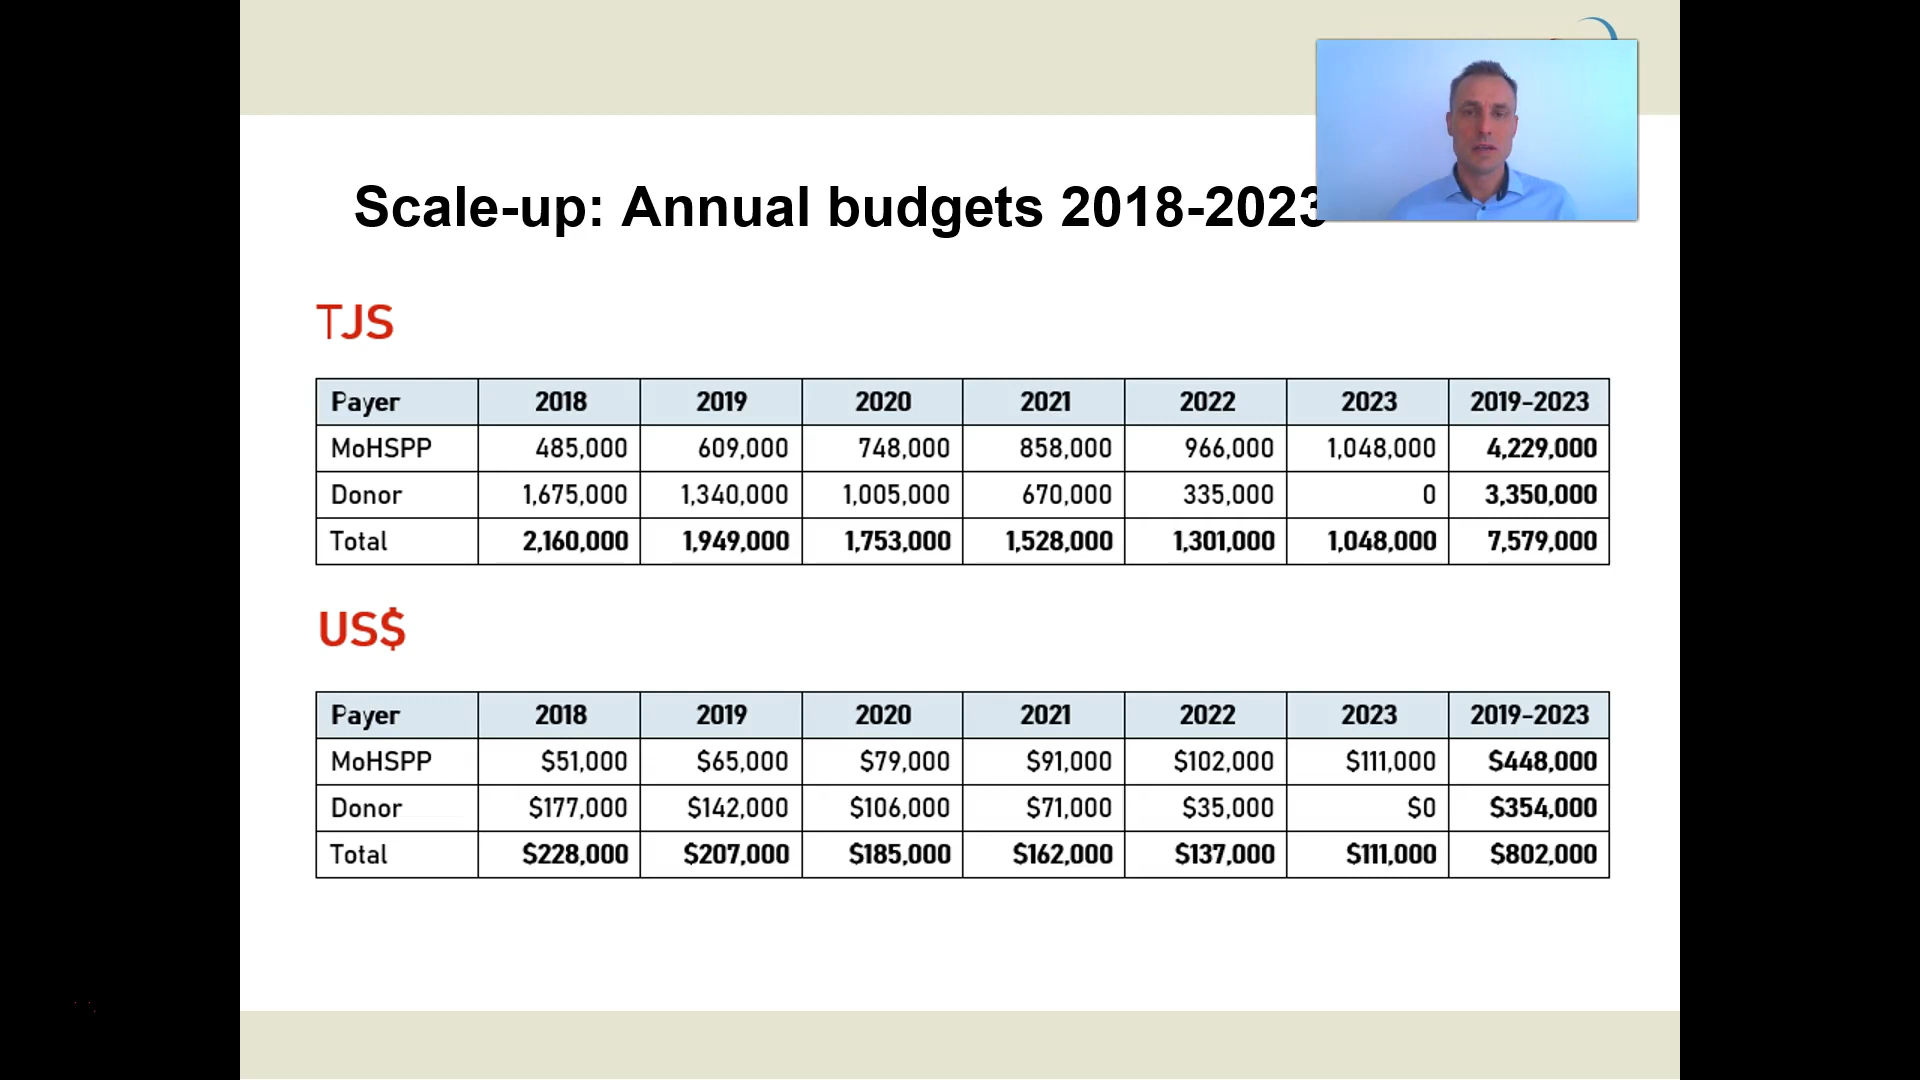 Scale-up: Annual budgets 2018-2023
TJS
Payer 2018 2019 2020 2021 2022 2023 2019-2023
MoHSPP 485,000 609,000 748,000 858,000 966,000 1,048,000 4,229,000
Donor 1,675,000 1,340,000 1,005,000 670,000 335,000 0 3,350,000
Total 2,160,000 1,949,000 1,753,000 1,528,000 1,301,000 1,048,000 7,579,000
US$
Payer 2018 2019 2020 2021 2022 2023 2019-2023
MoHSPP $51,000 $65,000 $79,000 $91,000 $102,000 $111,000 $448,000
Donor $177,000 $142,000 $106,000 $71,000 $35,000 $0 $354,000
Total $228,000 $207,000 $185,000 $162,000 $137,000 $111,000 $802,000